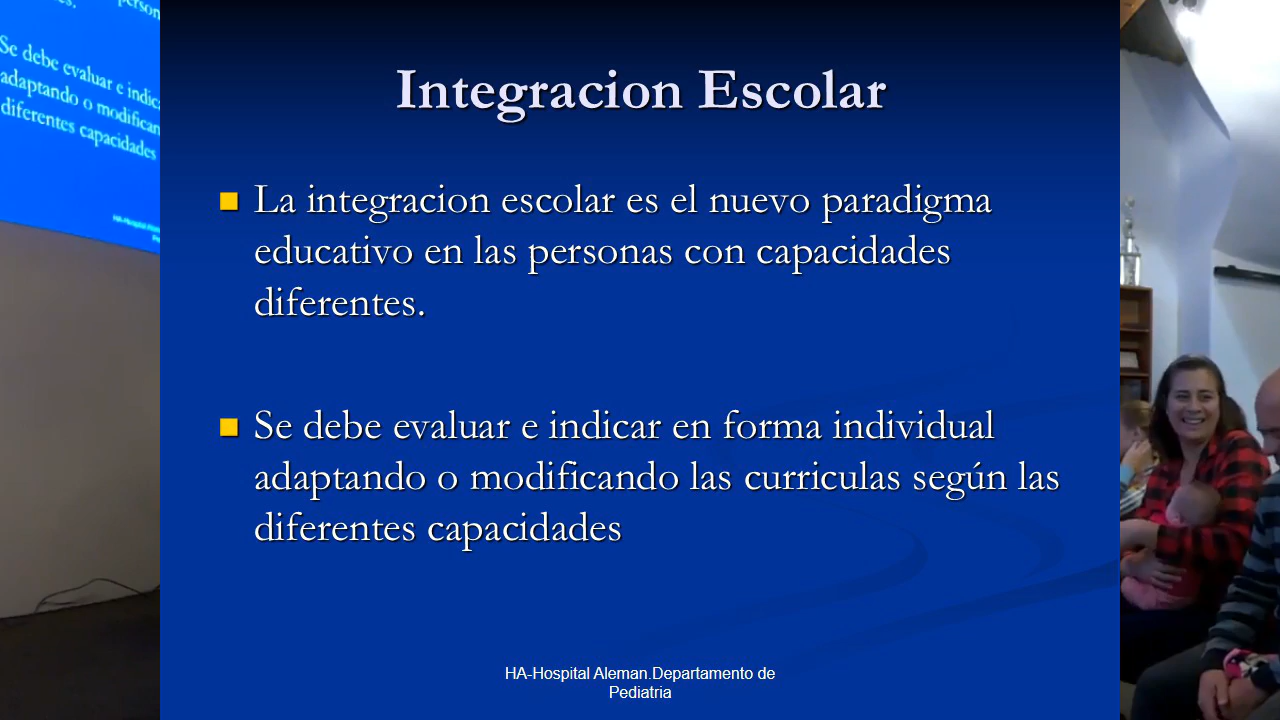 Integracion Escolar
La integracion escolar es el nuevo paradigma
educativo en las personas con capacidades
diferentes.
Se debe evaluar e indicar en forma individual
adaptando o modificando las curriculas según las
diferentes capacidades
HA-Hospital Aleman.Departamento de
Pediatria
Se debe evaluar e
adaptando o
diferentes capacidades